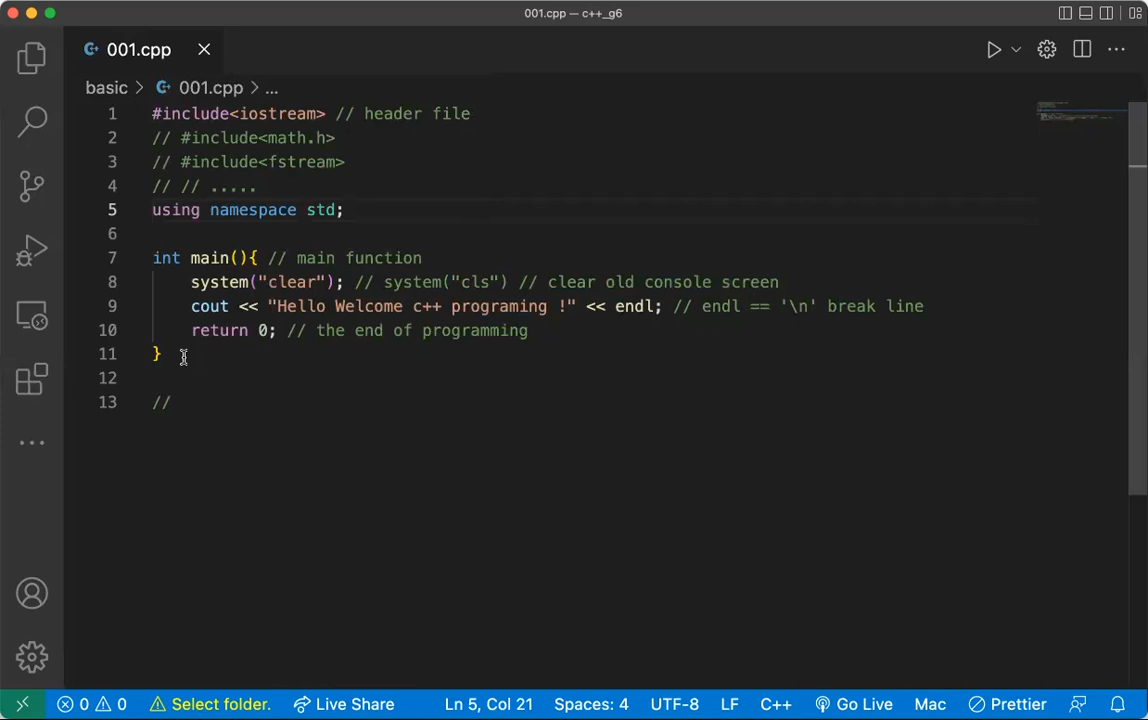 001.cpp — c++_g6
001.cpp
basic > 001.cpp > ...
1 #include<iostream> // header file
2 // #include<math.h>
3 // #include<fstream>
4 // // .....
5 using namespace std;
6
7 int main(){ // main function
8 system("clear"); // system("cls") // clear old console screen
9 cout << "Hello Welcome c++ programing !" << endl; // endl == '\n' break line
10 return 0; // the end of programming
11 }
12
13 //
0 0 Select folder. Live Share Ln 5, Col 21 Spaces: 4 UTF-8 LF C++ Go Live Mac Prettier